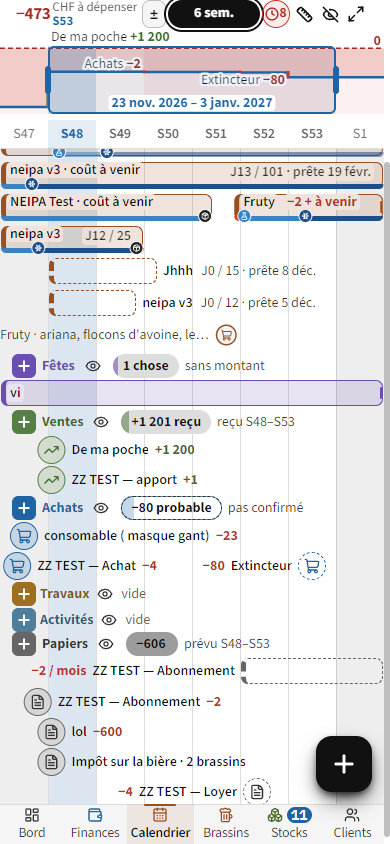 −473 CHF à dépenser
S53
± 6 sem. 8
De ma poche +1 200
0
Achats −2
Extincteur −80
23 nov. 2026 – 3 janv. 2027
S47 S48 S49 S50 S51 S52 S53 S1
neipa v3 · coût à venir J13 / 101 · prête 19 févr.
NEIPA Test · coût à venir Fruty −2 + à venir
neipa v3 J12 / 25
Jhhh J0 / 15 · prête 8 déc.
neipa v3 J0 / 12 · prête 5 déc.
Fruty · ariana, flocons d'avoine, le…
Fêtes 1 chose sans montant
vi
Ventes +1 201 reçu reçu S48–S53
De ma poche +1 200
ZZ TEST — apport +1
Achats −80 probable pas confirmé
consomable ( masque gant) −23
ZZ TEST — Achat −4 −80 Extincteur
Travaux vide
Activités vide
Papiers −606 prévu S48–S53
−2 / mois ZZ TEST — Abonnement
ZZ TEST — Abonnement −2
lol −600
Impôt sur la bière · 2 brassins
−4 ZZ TEST — Loyer
11
Bord Finances Calendrier Brassins Stocks Clients